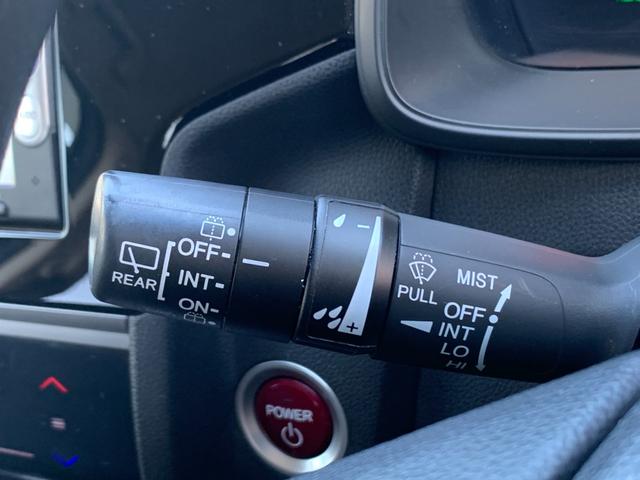 OFF
INT
ON
REAR
-
+
PULL
MIST
OFF
INT
LO
HI
POWER